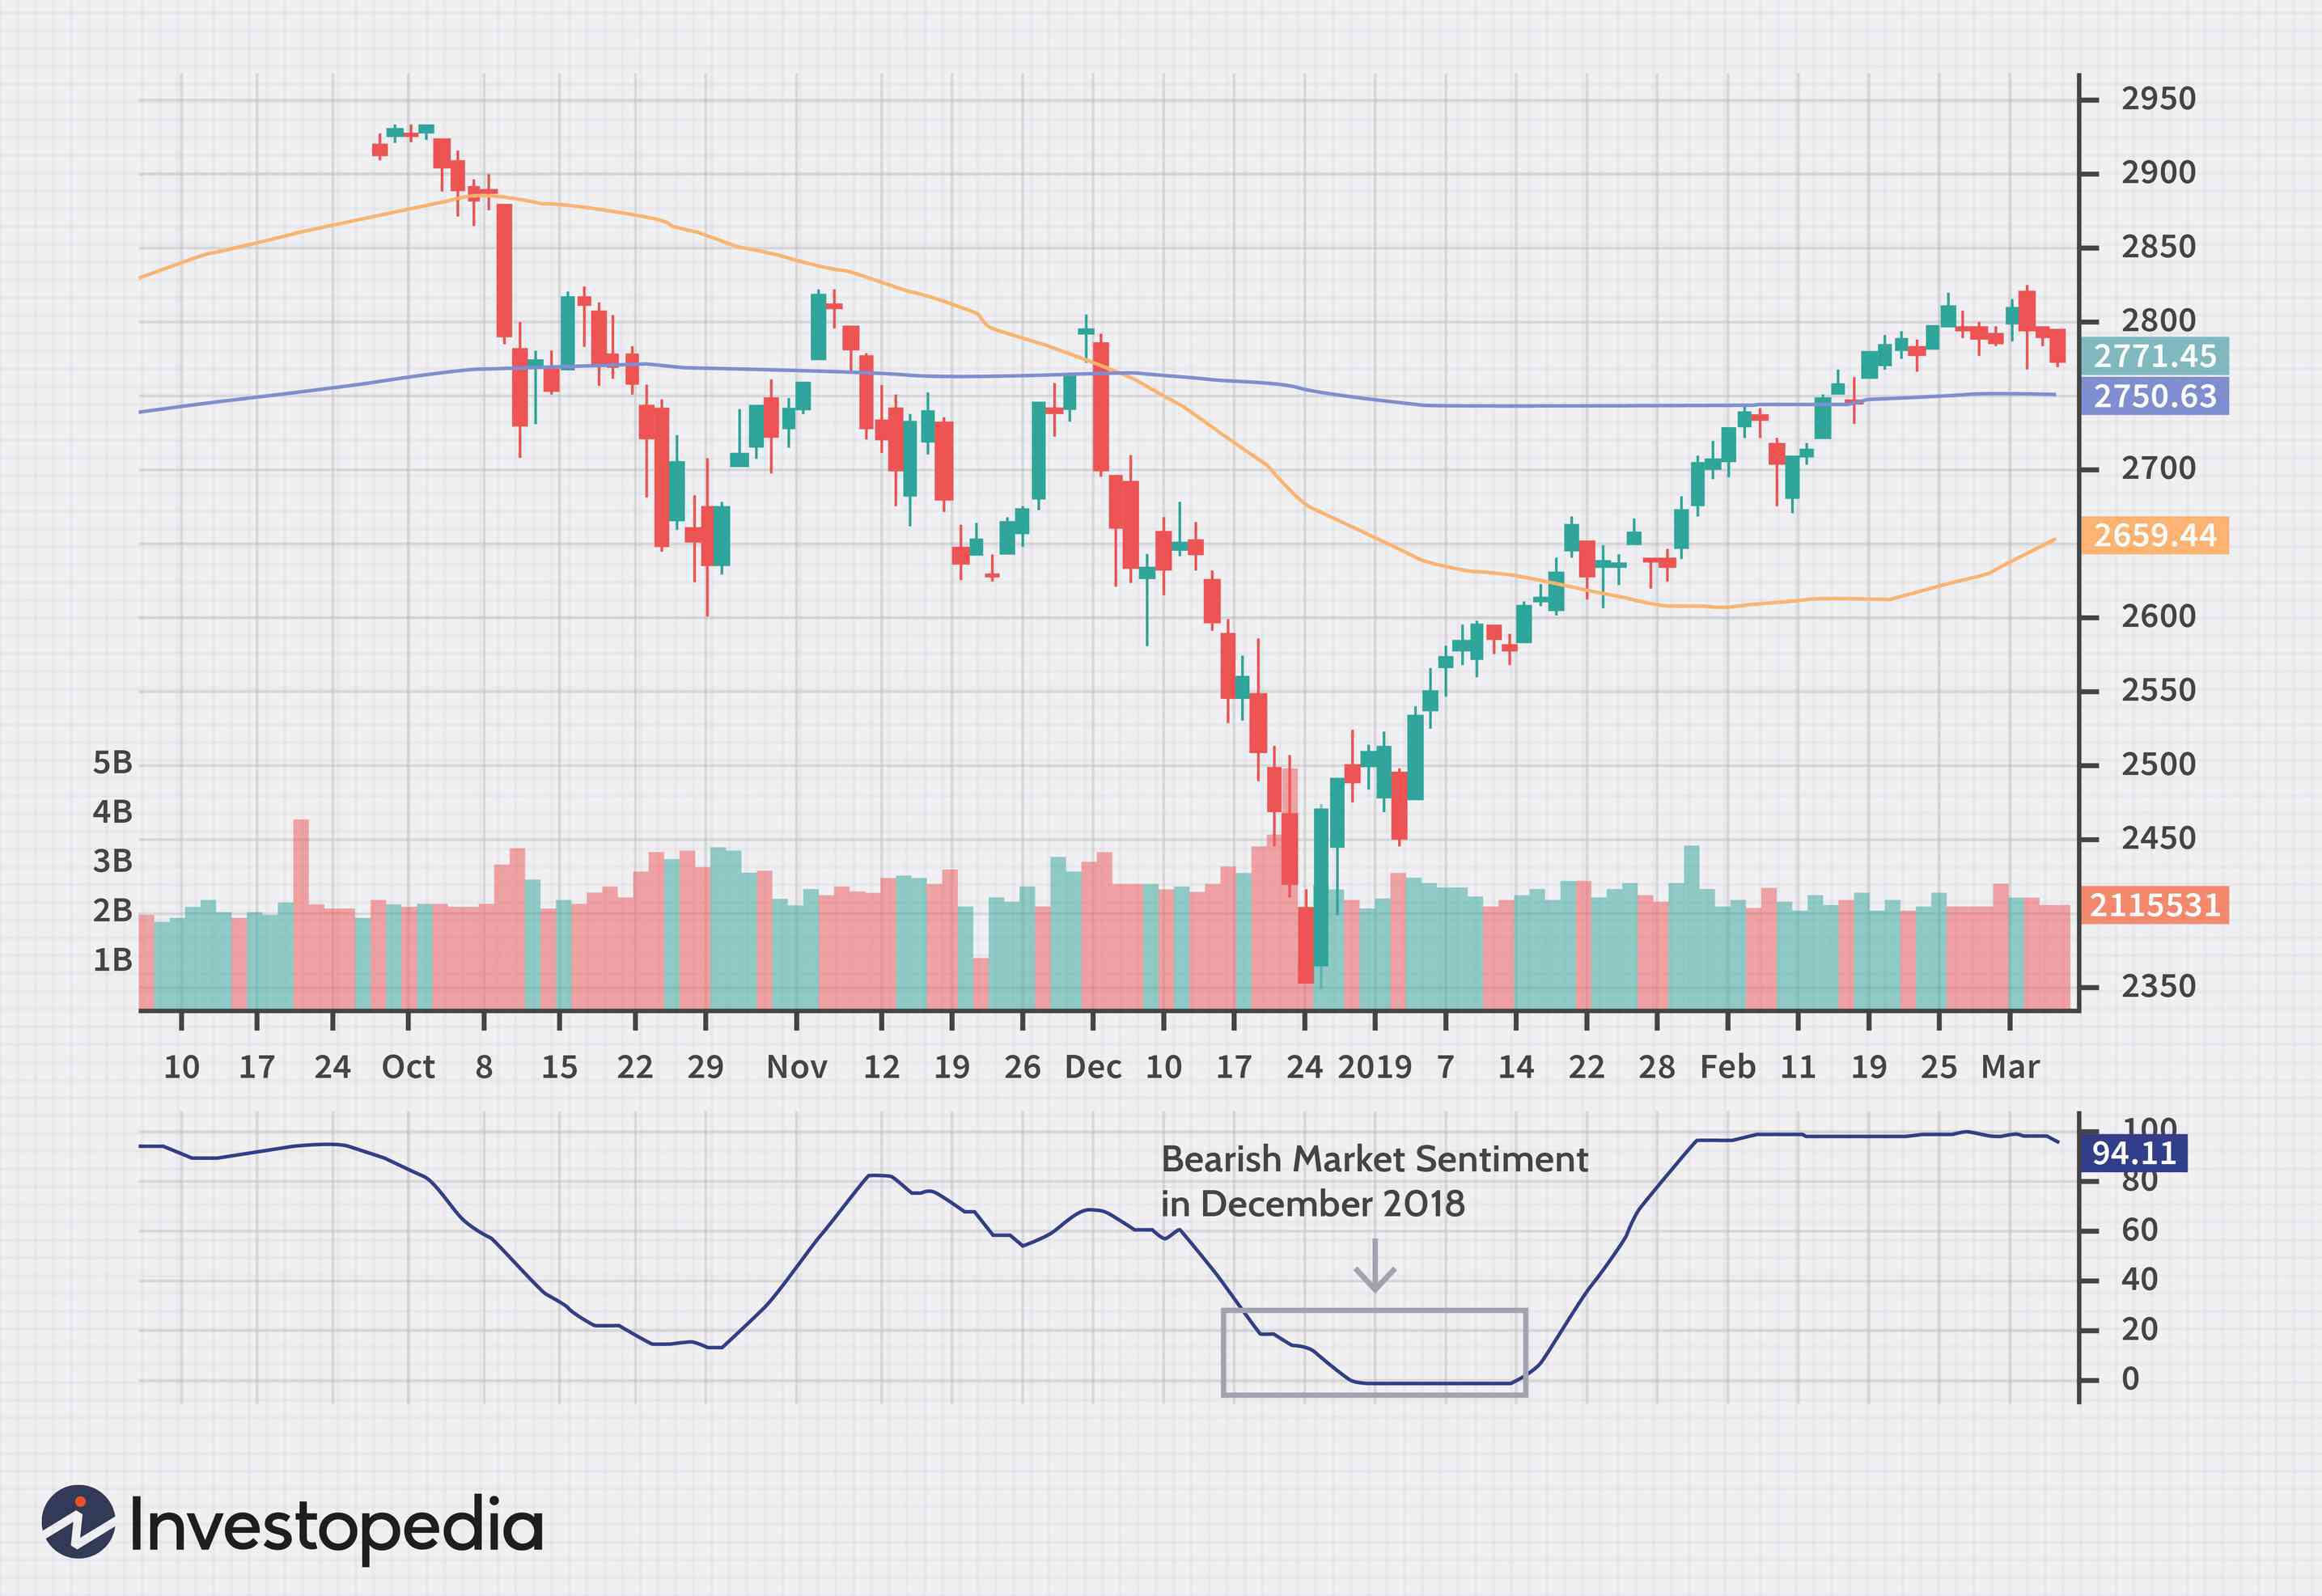 2950
2900
2850
2800
2771.45
2750.63
2700
2659.44
2600
2550
2500
2450
2115531
2350
5B
4B
3B
2B
1B
10 17 24 Oct 8 15 22 29 Nov 12 19 26 Dec 10 17 24 2019 7 14 22 28 Feb 11 19 25 Mar
Bearish Market Sentiment
in December 2018
100
94.11
80
60
40
20
0
Investopedia